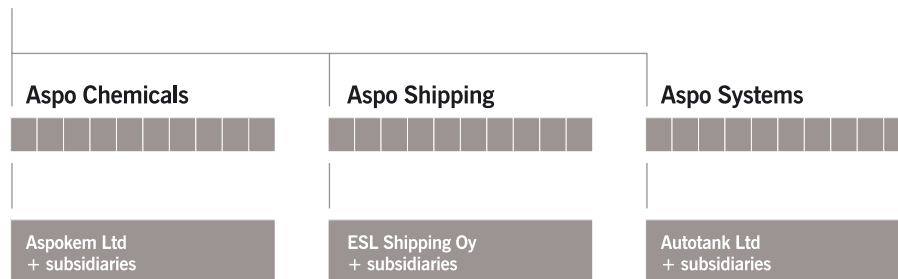 Aspo Chemicals
Aspo Shipping
Aspo Systems
Aspokem Ltd
+ subsidiaries
ESL Shipping Oy
+ subsidiaries
Autotank Ltd
+ subsidiaries